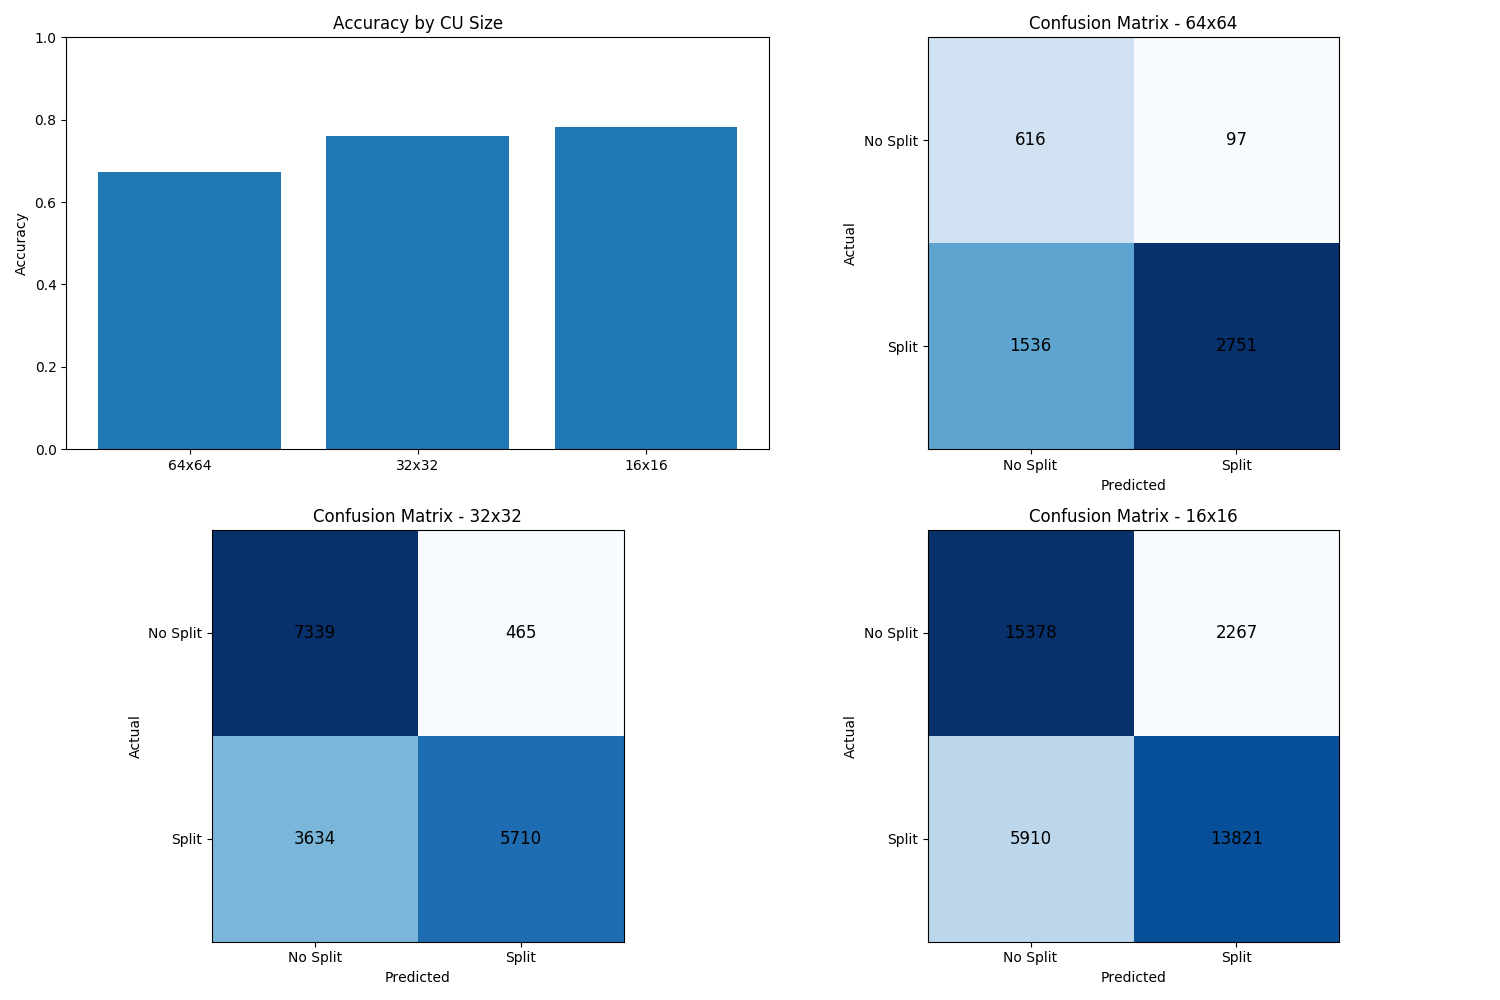 Accuracy by CU Size
1.0
0.8
0.6
0.4
0.2
0.0
Accuracy
64x64
32x32
16x16
Confusion Matrix - 64x64
No Split
616
97
Actual
Split
1536
2751
No Split
Split
Predicted
Confusion Matrix - 32x32
No Split
7339
465
Actual
Split
3634
5710
No Split
Split
Predicted
Confusion Matrix - 16x16
No Split
15378
2267
Actual
Split
5910
13821
No Split
Split
Predicted